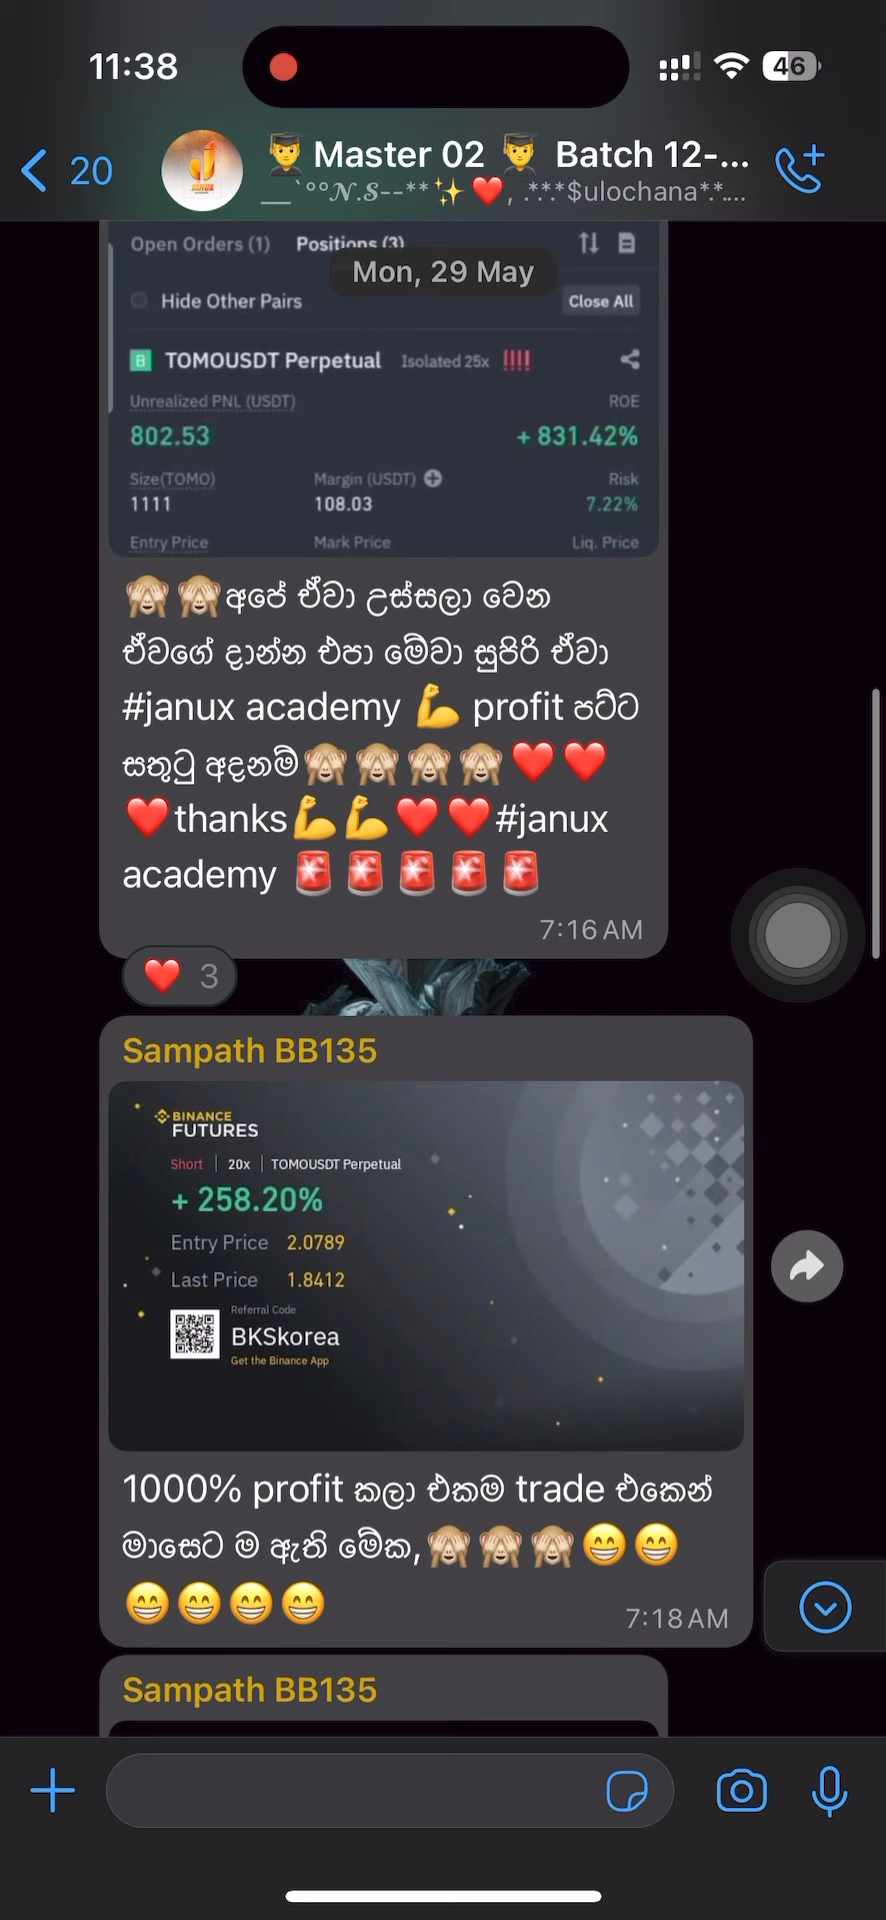 11:38
46
20
Master 02 Batch 12-...
__`°°𝓝.𝓢--**✨❤️, .***$ulochana**....
JANUX
Open Orders (1) Positions (3)
Mon, 29 May
Hide Other Pairs Close All
B TOMOUSDT Perpetual Isolated 25x !!!!
Unrealized PNL (USDT) ROE
802.53 + 831.42%
Size(TOMO) Margin (USDT) Risk
1111 108.03 7.22%
Entry Price Mark Price Liq. Price
🙈🙈අපේ ඒවා උස්සලා වෙන
ඒවගේ දාන්න එපා මේවා සුපිරි ඒවා
#janux academy 💪 profit පට්ට
සතුටු අදනම්🙈🙈🙈🙈❤️❤️
❤️thanks💪💪❤️❤️#janux
academy 🚨🚨🚨🚨🚨
7:16 AM
❤️ 3
Sampath BB135
BINANCE
FUTURES
Short | 20x | TOMOUSDT Perpetual
+ 258.20%
Entry Price 2.0789
Last Price 1.8412
Referral Code
BKSkorea
Get the Binance App
1000% profit කලා එකම trade එකෙන්
මාසෙට ම ඇති මේක,🙈🙈🙈😁😁
😁😁😁😁
7:18 AM
Sampath BB135